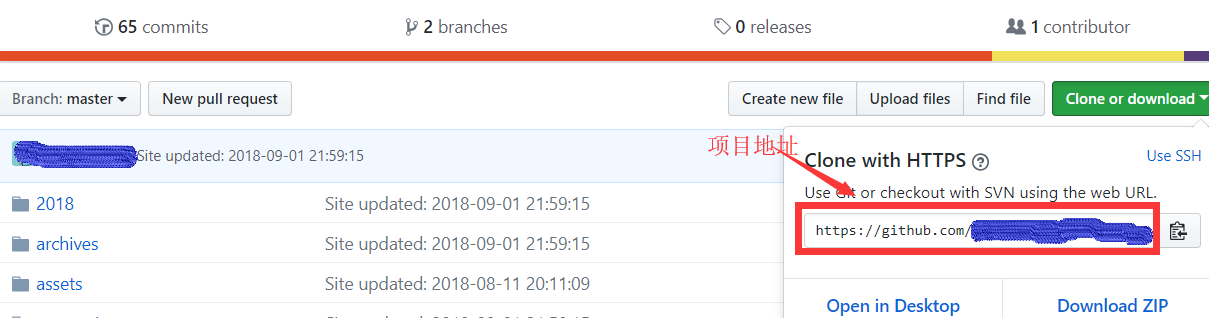 65 commits
2 branches
0 releases
1 contributor
Branch: master
New pull request
Create new file
Upload files
Find file
Clone or download
Site updated: 2018-09-01 21:59:15
项目地址
Clone with HTTPS ?
Use SSH
Use Git or checkout with SVN using the web URL.
https://github.com/
2018
Site updated: 2018-09-01 21:59:15
archives
Site updated: 2018-09-01 21:59:15
assets
Site updated: 2018-08-11 20:11:09
Open in Desktop
Download ZIP